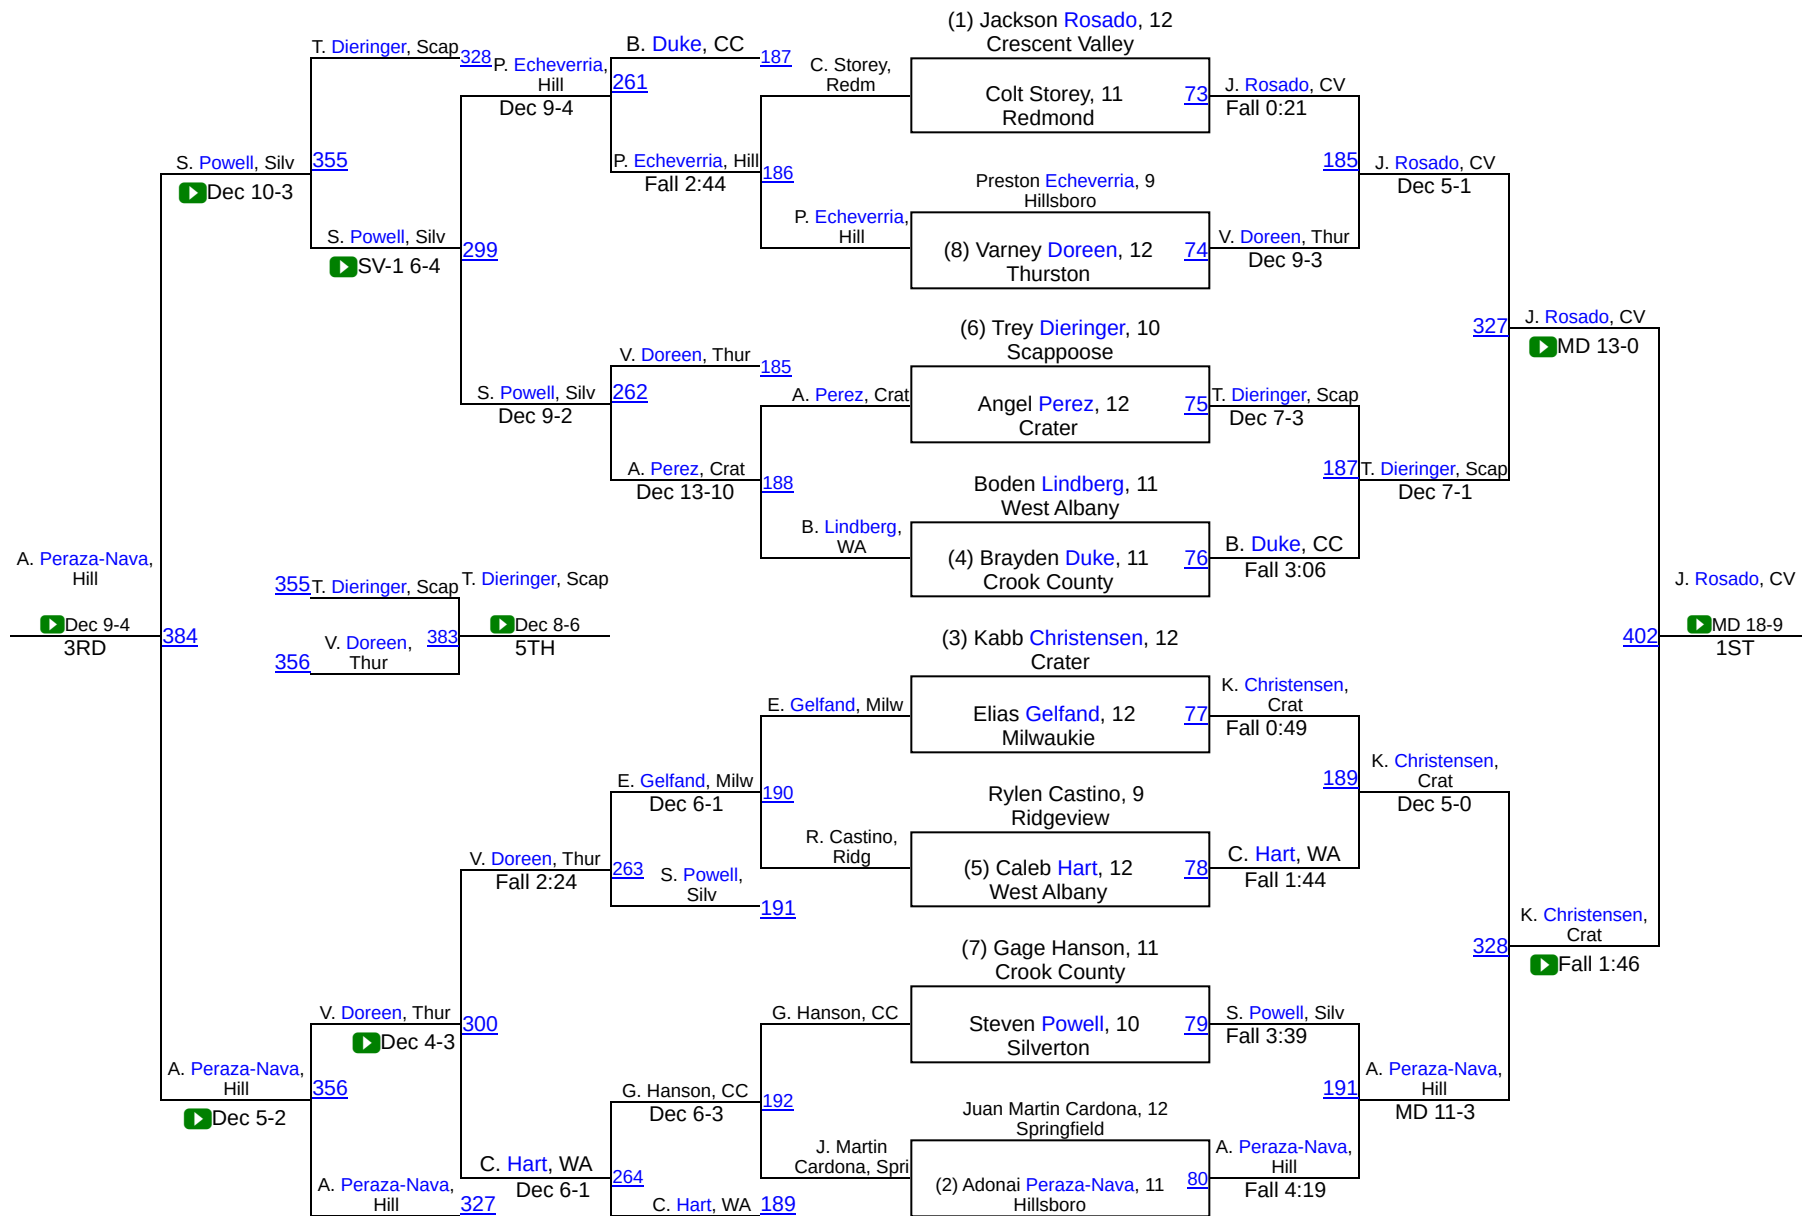 (1) Jackson Rosado, 12
Crescent Valley
T. Dieringer, Scap
328
B. Duke, CC
187
P. Echeverria,
Hill
261
Dec 9-4
C. Storey,
Redm
Colt Storey, 11
Redmond
73
J. Rosado, CV
Fall 0:21
S. Powell, Silv
355
Dec 10-3
P. Echeverria, Hill
186
Fall 2:44
Preston Echeverria, 9
Hillsboro
185
J. Rosado, CV
Dec 5-1
S. Powell, Silv
SV-1 6-4
299
P. Echeverria,
Hill
(8) Varney Doreen, 12
Thurston
74
V. Doreen, Thur
Dec 9-3
(6) Trey Dieringer, 10
Scappoose
327
J. Rosado, CV
MD 13-0
V. Doreen, Thur
185
S. Powell, Silv
262
Dec 9-2
A. Perez, Crat
Angel Perez, 12
Crater
75
T. Dieringer, Scap
Dec 7-3
A. Perez, Crat
188
Dec 13-10
Boden Lindberg, 11
West Albany
187
T. Dieringer, Scap
Dec 7-1
B. Lindberg,
WA
(4) Brayden Duke, 11
Crook County
76
B. Duke, CC
Fall 3:06
A. Peraza-Nava,
Hill
Dec 9-4
3RD
384
355
T. Dieringer, Scap
T. Dieringer, Scap
V. Doreen,
Thur
383
Dec 8-6
5TH
356
J. Rosado, CV
402
MD 18-9
1ST
(3) Kabb Christensen, 12
Crater
E. Gelfand, Milw
Elias Gelfand, 12
Milwaukie
77
K. Christensen,
Crat
Fall 0:49
E. Gelfand, Milw
190
Dec 6-1
Rylen Castino, 9
Ridgeview
189
K. Christensen,
Crat
Dec 5-0
V. Doreen, Thur
263
Fall 2:24
S. Powell,
Silv
191
R. Castino,
Ridg
(5) Caleb Hart, 12
West Albany
78
C. Hart, WA
Fall 1:44
(7) Gage Hanson, 11
Crook County
328
K. Christensen,
Crat
Fall 1:46
V. Doreen, Thur
300
Dec 4-3
G. Hanson, CC
Steven Powell, 10
Silverton
79
S. Powell, Silv
Fall 3:39
A. Peraza-Nava,
Hill
356
Dec 5-2
G. Hanson, CC
192
Dec 6-3
Juan Martin Cardona, 12
Springfield
191
A. Peraza-Nava,
Hill
MD 11-3
C. Hart, WA
264
Dec 6-1
J. Martin
Cardona, Spri
(2) Adonai Peraza-Nava, 11
Hillsboro
80
A. Peraza-Nava,
Hill
Fall 4:19
A. Peraza-Nava,
Hill
327
C. Hart, WA
189